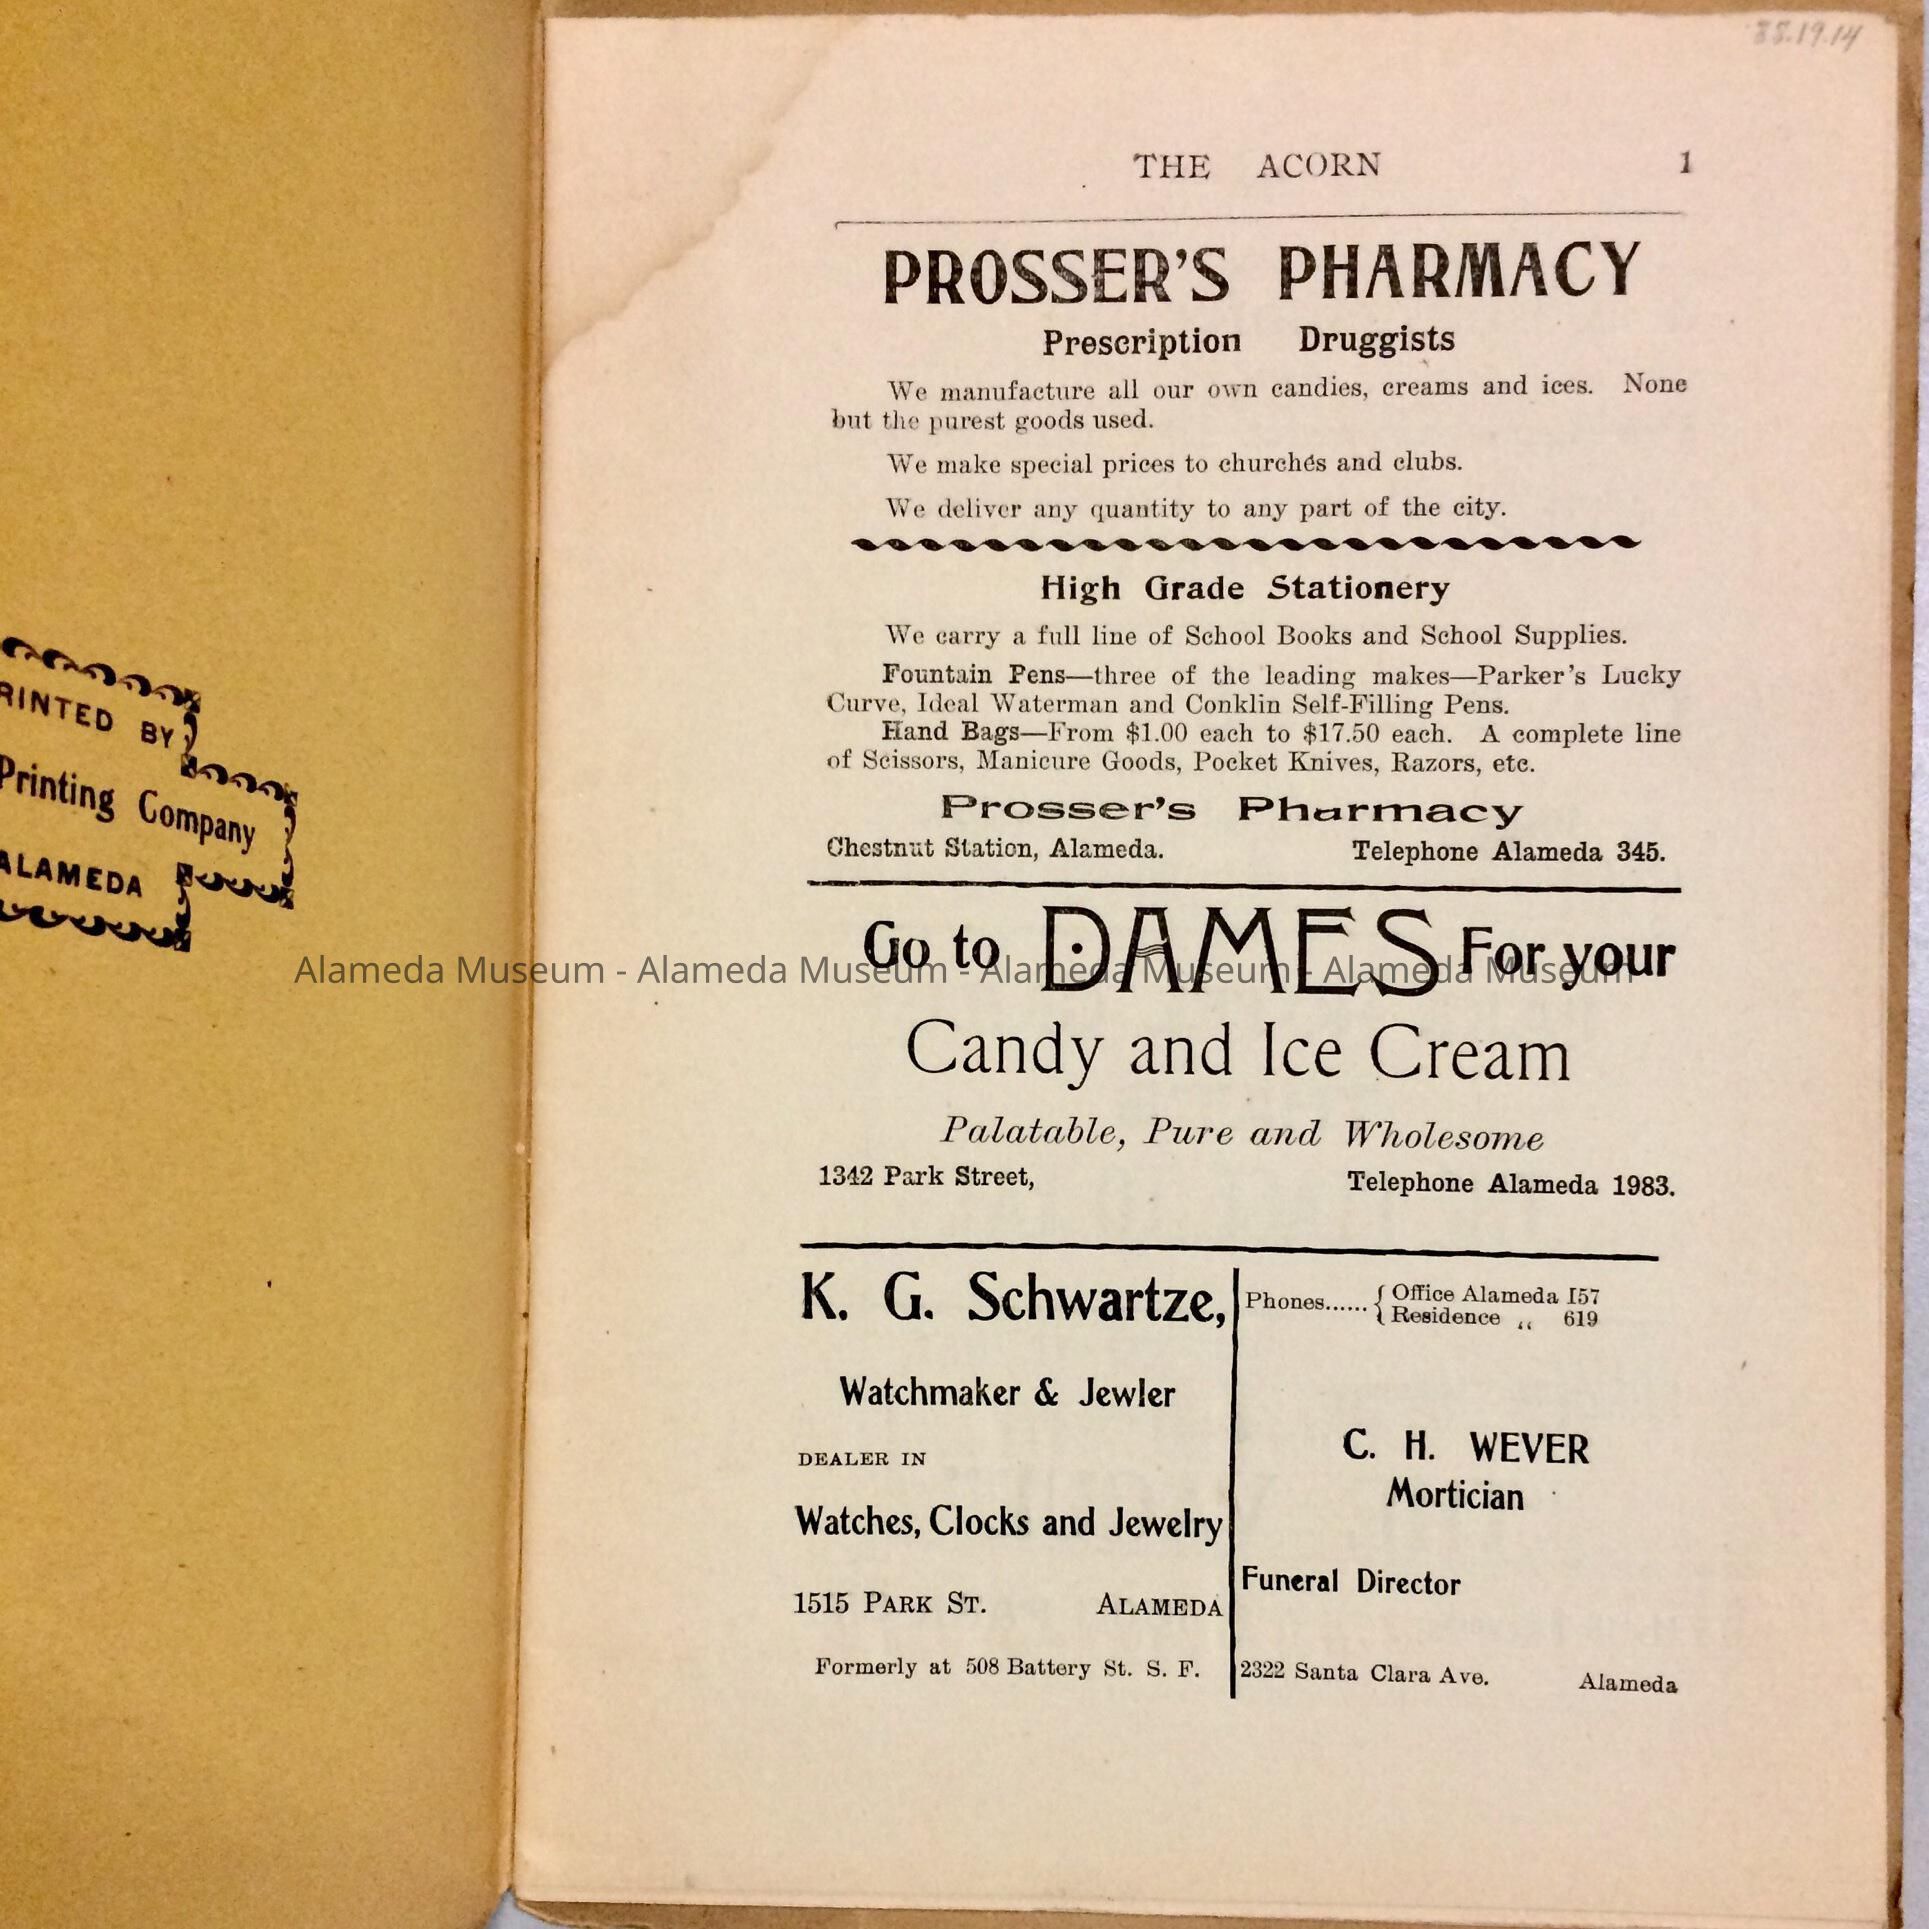 88.19.14
THE ACORN 1
PROSSER'S PHARMACY
Prescription Druggists
We manufacture all our own candies, creams and ices. None
but the purest goods used.
We make special prices to churches and clubs.
We deliver any quantity to any part of the city.
High Grade Stationery
We carry a full line of School Books and School Supplies.
Fountain Pens—three of the leading makes—Parker's Lucky
Curve, Ideal Waterman and Conklin Self-Filling Pens.
Hand Bags—From $1.00 each to $17.50 each. A complete line
of Scissors, Manicure Goods, Pocket Knives, Razors, etc.
Prosser's Pharmacy
Chestnut Station, Alameda. Telephone Alameda 345.
Go to DAMES For your
Candy and Ice Cream
Palatable, Pure and Wholesome
1342 Park Street, Telephone Alameda 1983.
K. G. Schwartze,
Watchmaker & Jewler
DEALER IN
Watches, Clocks and Jewelry
1515 PARK ST. ALAMEDA
Formerly at 508 Battery St. S. F.
Phones...... { Office Alameda 157
Residence „ 619
C. H. WEVER
Mortician
Funeral Director
2322 Santa Clara Ave. Alameda
RINTED BY
Printing Company
ALAMEDA
Alameda Museum - Alameda Museum - Alameda Museum - Alameda Museum